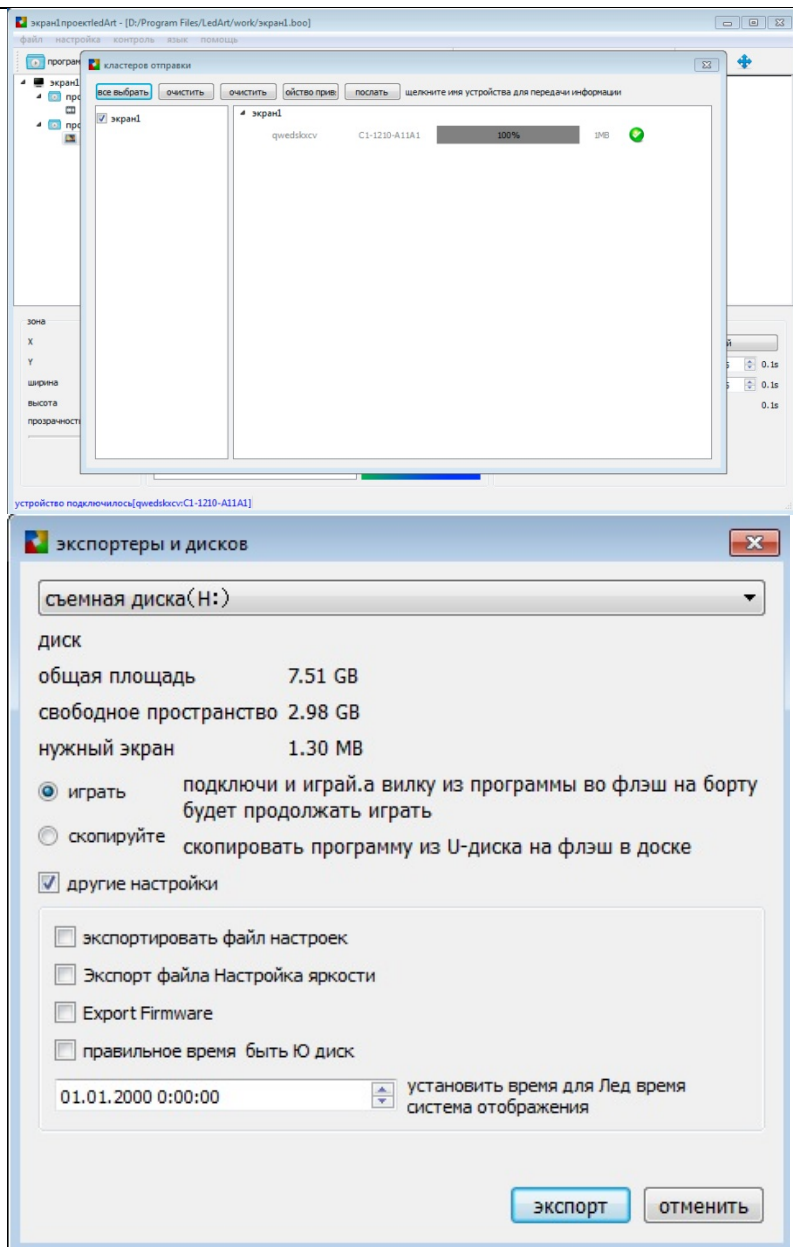 экран1проектledArt - [D:/Program Files/LedArt/work/экран1.boo]
файл настройка контроль язык помощь
програм
кластеров отправки
экран1
про
про
все выбрать очистить очистить ойство прив: послать щелкните имя устройства для передачи информации
экран1
экран1
qwedskxcv C1-1210-A11A1 100% 1MB
зона
X
Y
ширина
высота
прозрачность
й
5 0.1s
5 0.1s
0.1s
устройство подключилось[qwedskxcv:C1-1210-A11A1]
экспортеры и дисков
съемная диска(H:)
диск
общая площадь 7.51 GB
свободное пространство 2.98 GB
нужный экран 1.30 MB
играть подключи и играй.а вилку из программы во флэш на борту
будет продолжать играть
скопируйте скопировать программу из U-диска на флэш в доске
другие настройки
экспортировать файл настроек
Экспорт файла Настройка яркости
Export Firmware
правильное время быть Ю диск
01.01.2000 0:00:00 установить время для Лед время
система отображения
экспорт отменить